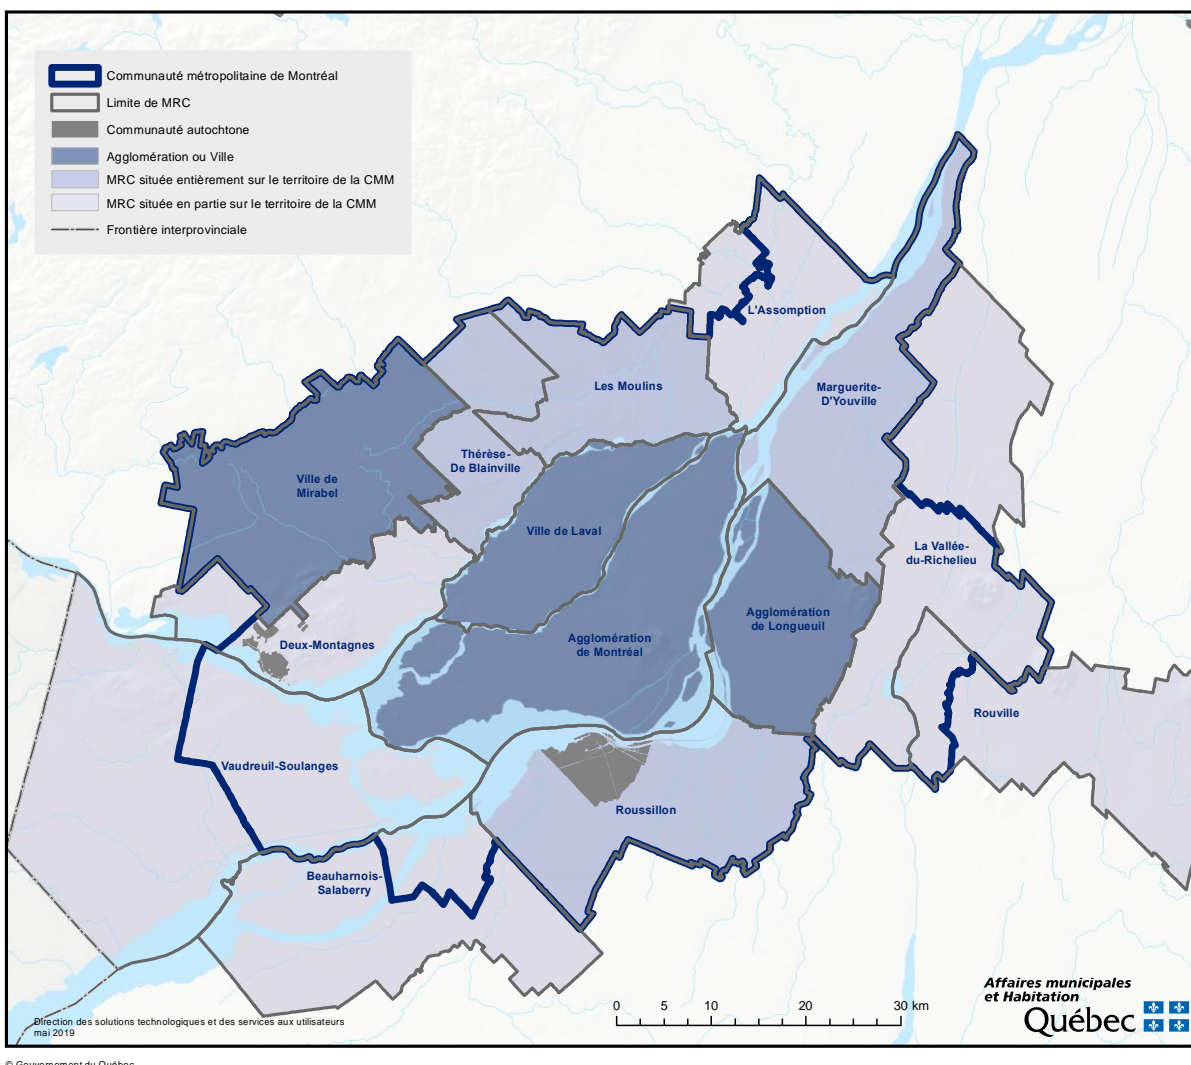 Communauté métropolitaine de Montréal
Limite de MRC
Communauté autochtone
Agglomération ou Ville
MRC située entièrement sur le territoire de la CMM
MRC située en partie sur le territoire de la CMM
Frontière interprovinciale
L'Assomption
Les Moulins
Marguerite-
D'Youville
Thérèse-
De Blainville
Ville de
Mirabel
Ville de Laval
La Vallée-
du-Richelieu
Agglomération
de Longueuil
Agglomération
de Montréal
Deux-Montagnes
Rouville
Vaudreuil-Soulanges
Roussillon
Beauharnois-
Salaberry
0 5 10 20 30 km
Affaires municipales
et Habitation
Québec
Direction des solutions technologiques et des services aux utilisateurs
mai 2019
© Gouvernement du Québec